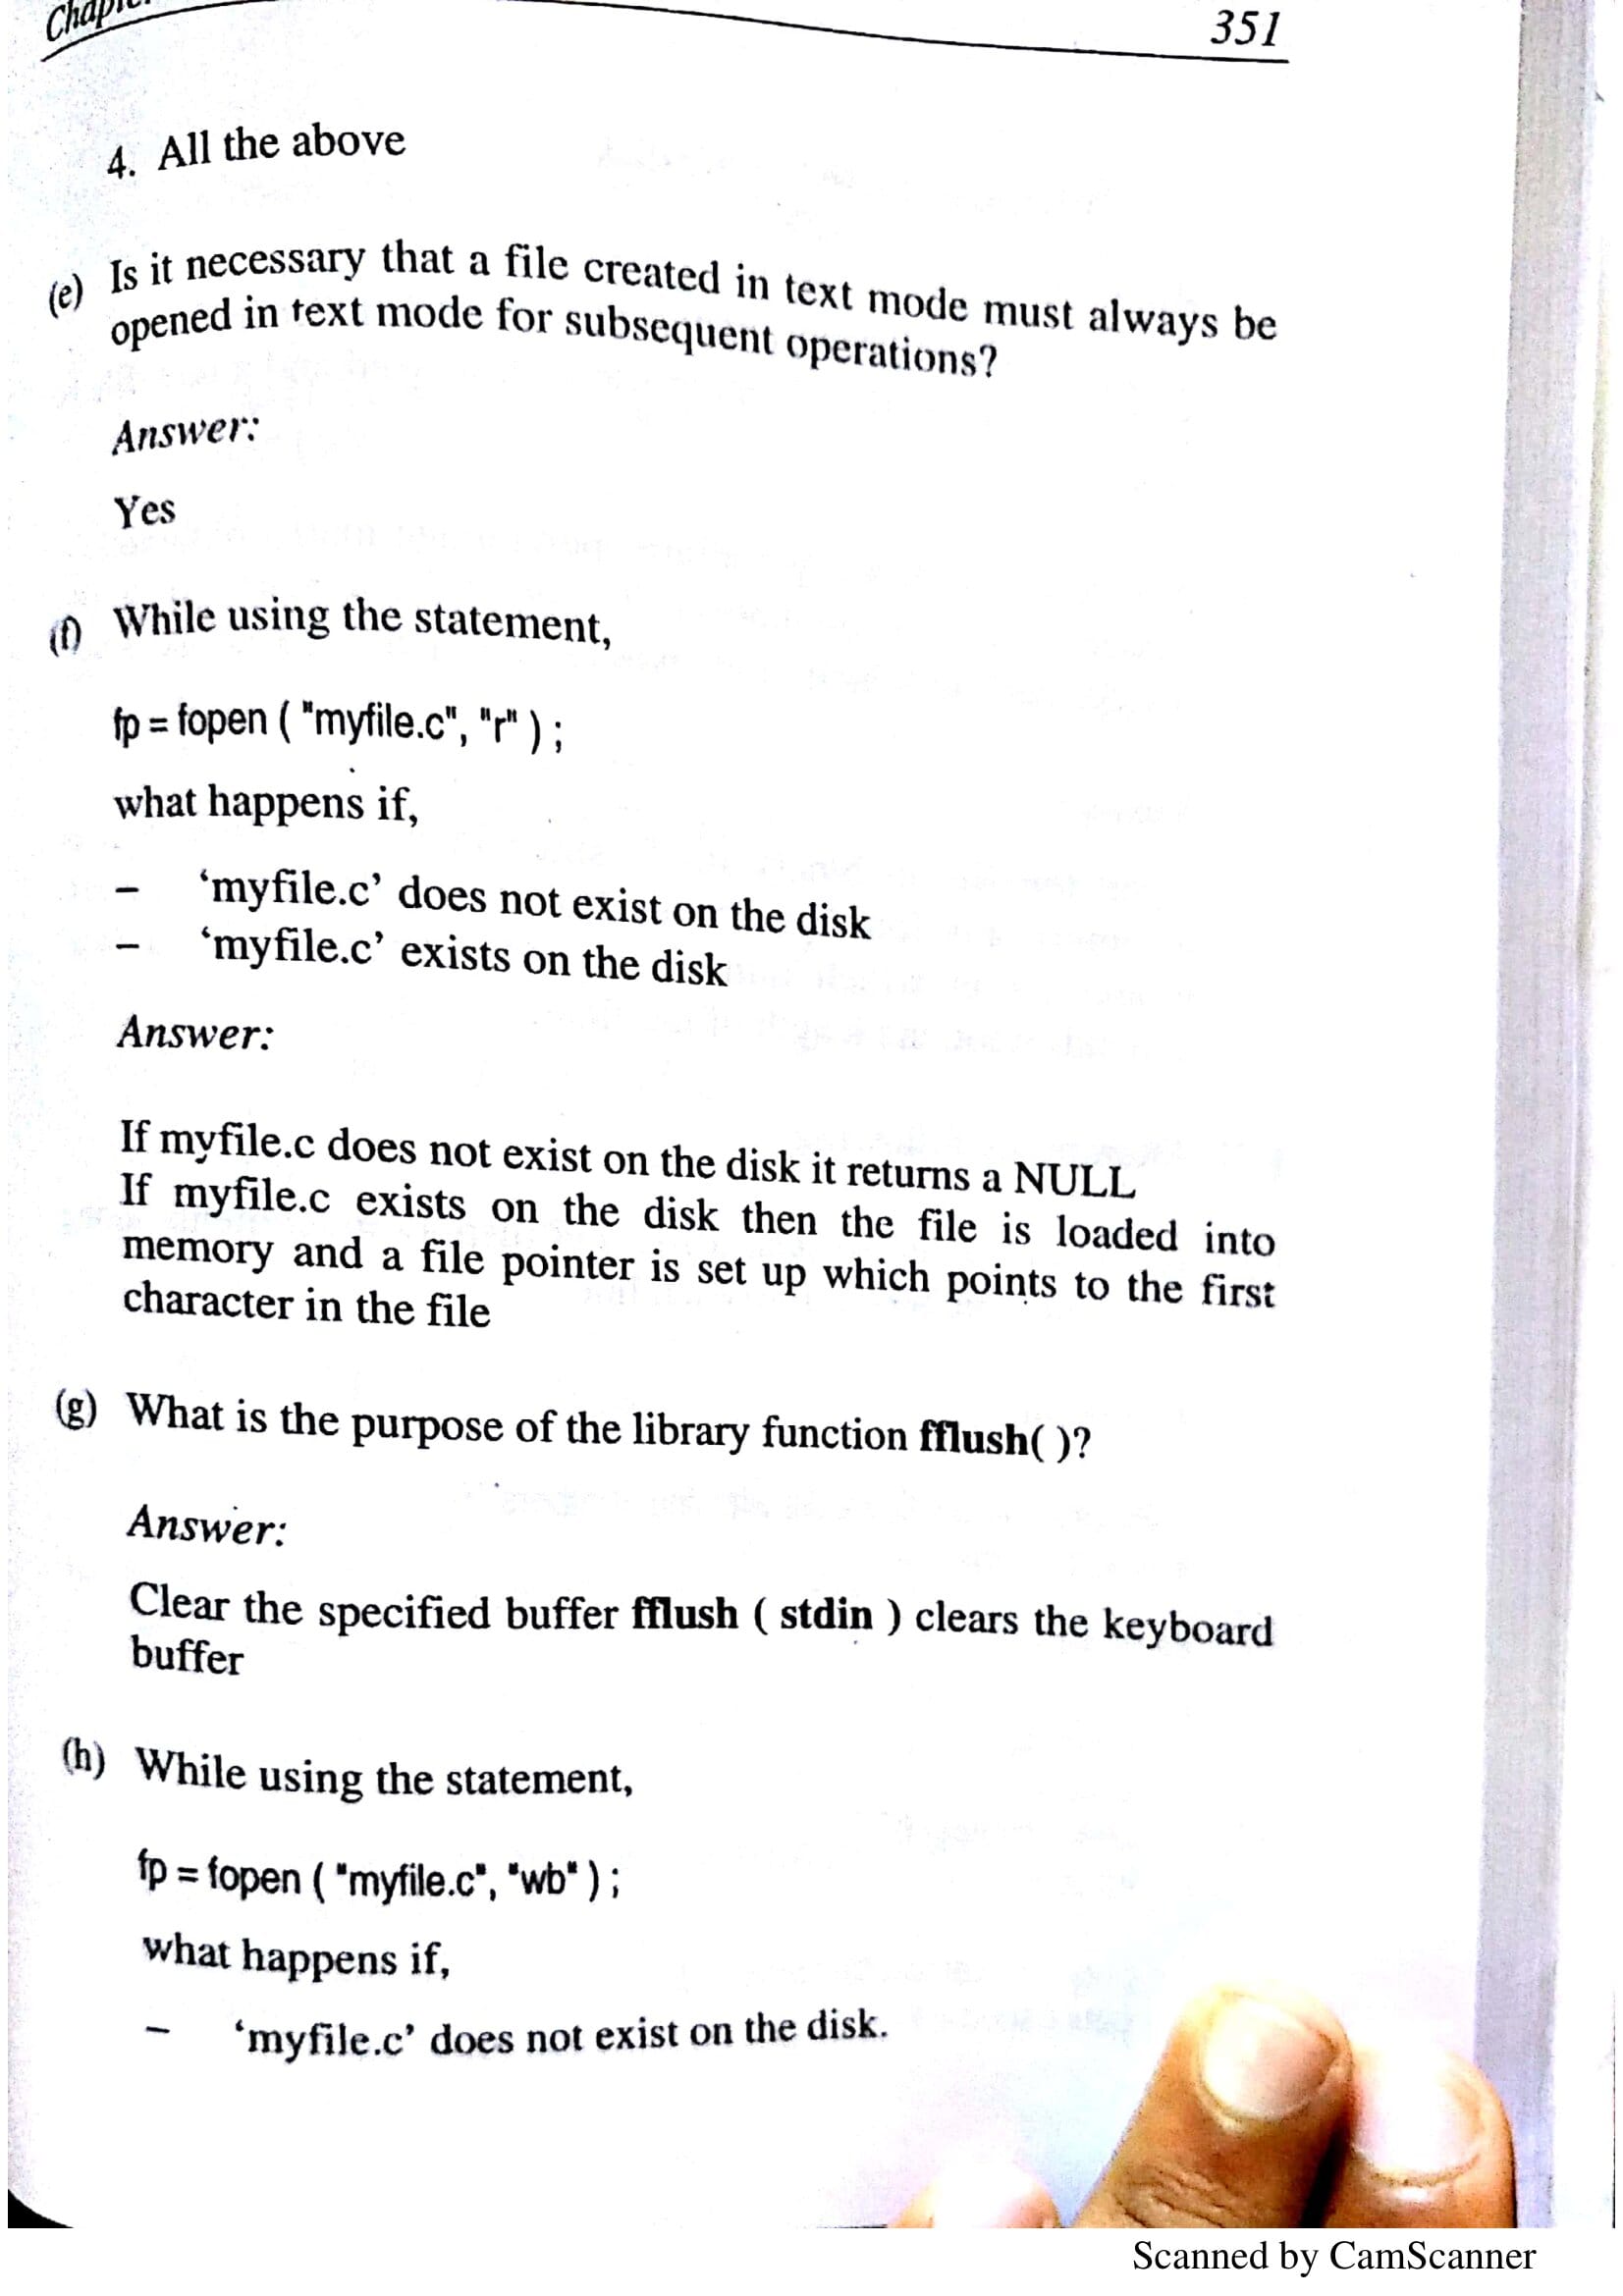 351
4. All the above
(e) Is it necessary that a file created in text mode must always be
opened in text mode for subsequent operations?
Answer:
Yes
(f) While using the statement,
fp = fopen ( "myfile.c", "r" ) ;
what happens if,
– ‘myfile.c’ does not exist on the disk
– ‘myfile.c’ exists on the disk
Answer:
If myfile.c does not exist on the disk it returns a NULL
If myfile.c exists on the disk then the file is loaded into
memory and a file pointer is set up which points to the first
character in the file
(g) What is the purpose of the library function fflush( )?
Answer:
Clear the specified buffer fflush ( stdin ) clears the keyboard
buffer
(h) While using the statement,
fp = fopen ( "myfile.c", "wb" ) ;
what happens if,
– ‘myfile.c’ does not exist on the disk.
Scanned by CamScanner